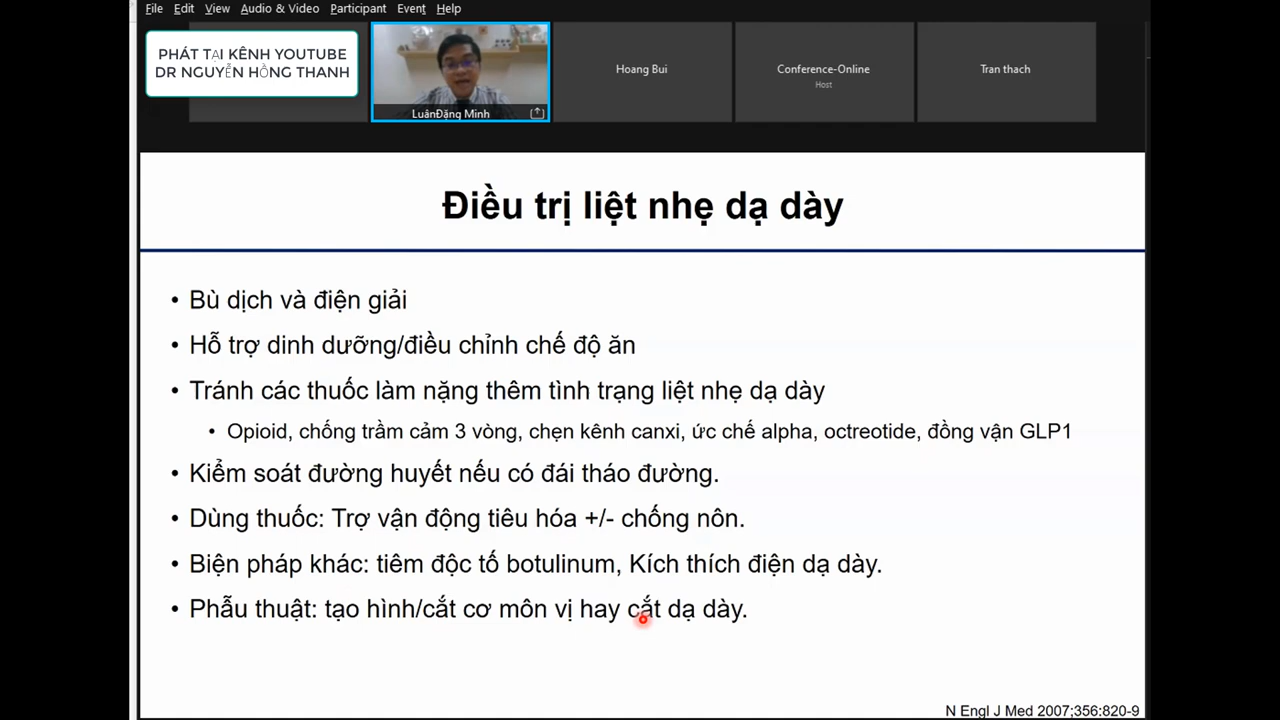 File Edit View Audio & Video Participant Event Help
PHÁT TẠI KÊNH YOUTUBE
DR NGUYỄN HỒNG THANH
LuânĐặng Minh
Hoang Bui
Conference-Online
Host
Tran thach
Điều trị liệt nhẹ dạ dày
• Bù dịch và điện giải
• Hỗ trợ dinh dưỡng/điều chỉnh chế độ ăn
• Tránh các thuốc làm nặng thêm tình trạng liệt nhẹ dạ dày
• Opioid, chống trầm cảm 3 vòng, chẹn kênh canxi, ức chế alpha, octreotide, đồng vận GLP1
• Kiểm soát đường huyết nếu có đái tháo đường.
• Dùng thuốc: Trợ vận động tiêu hóa +/- chống nôn.
• Biện pháp khác: tiêm độc tố botulinum, Kích thích điện dạ dày.
• Phẫu thuật: tạo hình/cắt cơ môn vị hay cắt dạ dày.
N Engl J Med 2007;356:820-9